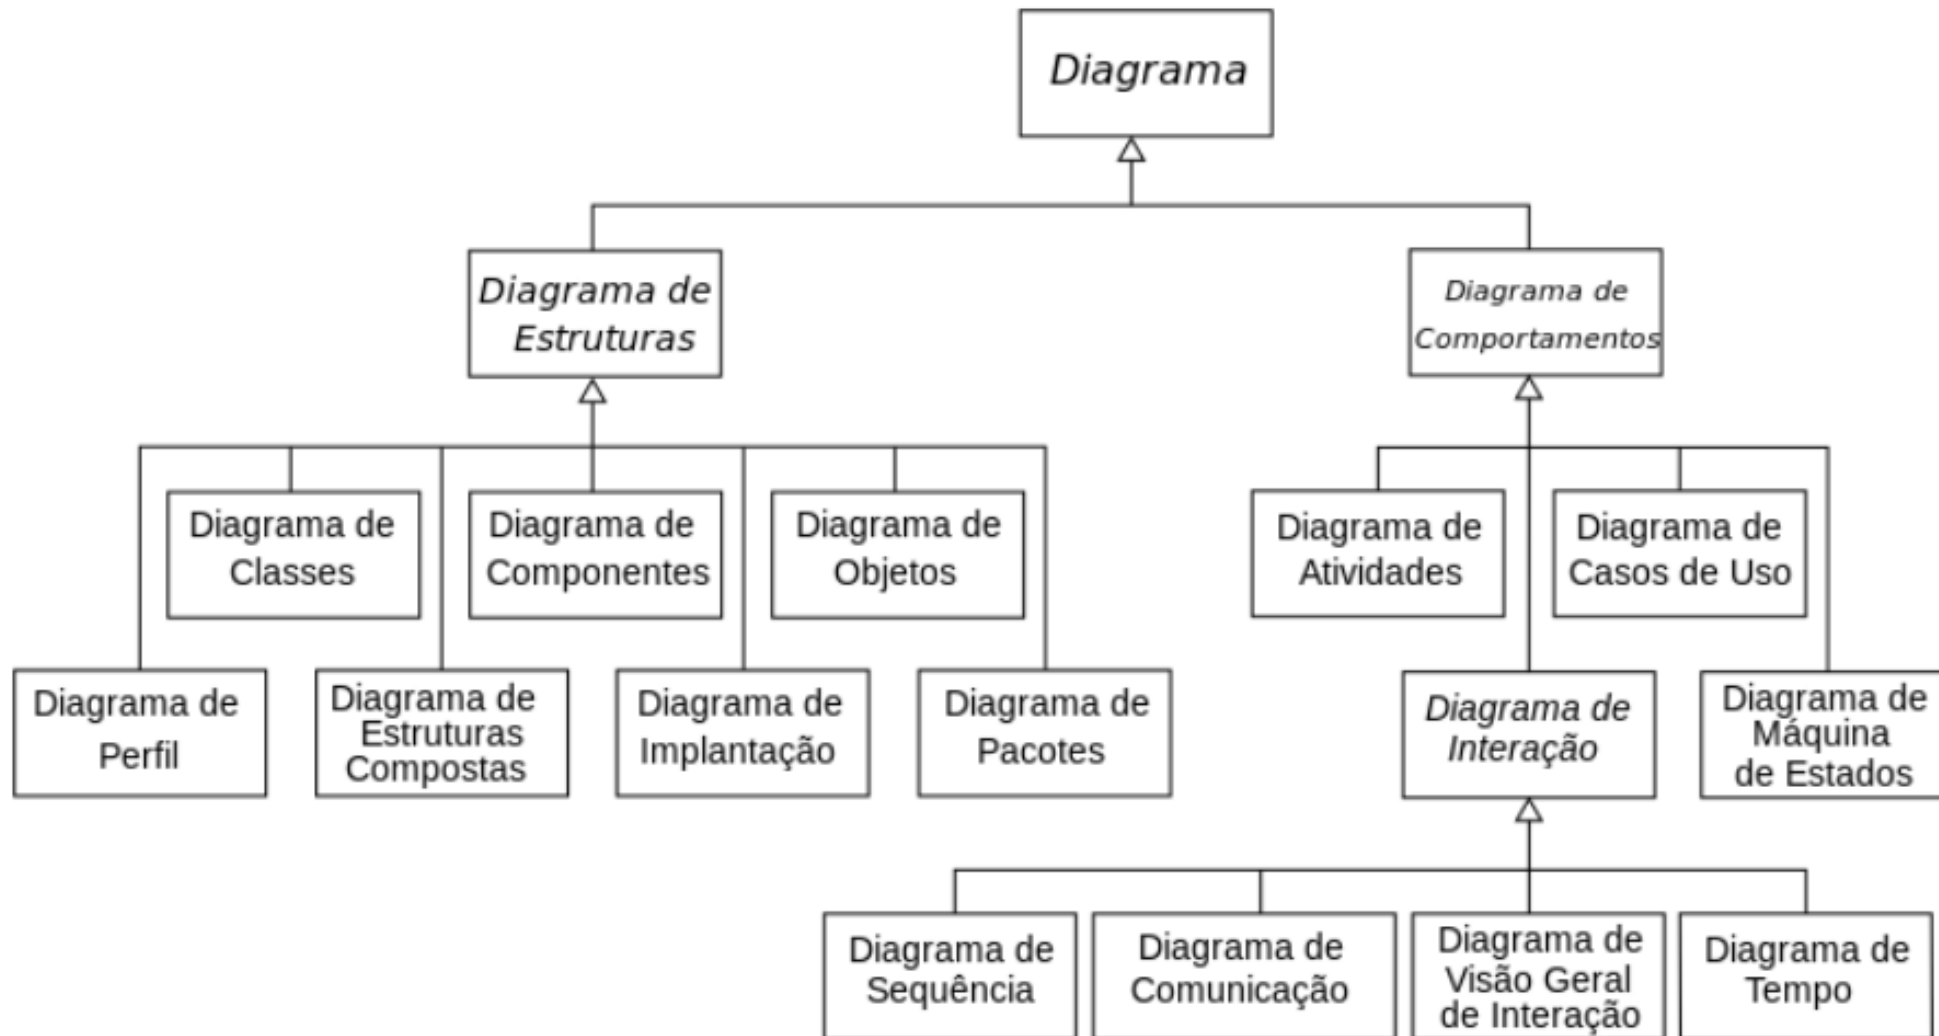 Diagrama
Diagrama de
Estruturas
Diagrama de
Comportamentos
Diagrama de
Classes
Diagrama de
Componentes
Diagrama de
Objetos
Diagrama de
Atividades
Diagrama de
Casos de Uso
Diagrama de
Perfil
Diagrama de
Estruturas
Compostas
Diagrama de
Implantação
Diagrama de
Pacotes
Diagrama de
Interação
Diagrama de
Máquina
de Estados
Diagrama de
Sequência
Diagrama de
Comunicação
Diagrama de
Visão Geral
de Interação
Diagrama de
Tempo